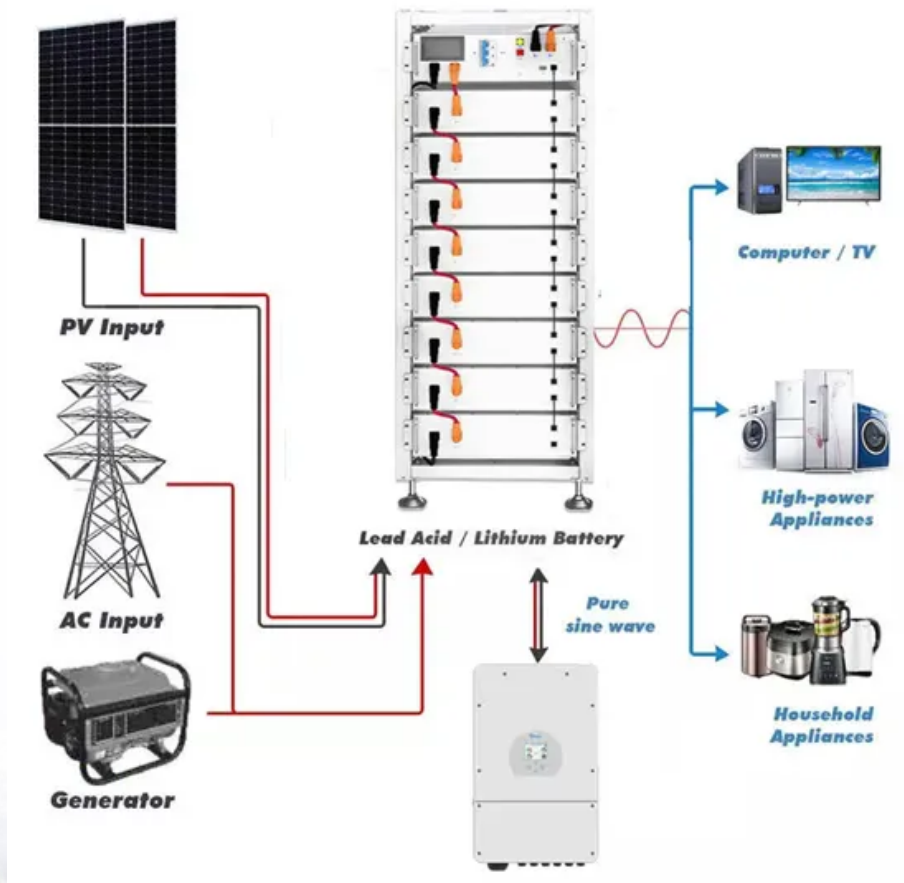 PV Input
AC Input
Generator
Lead Acid / Lithium Battery
Pure
sine wave
Computer / TV
High-power
Appliances
Household
Appliances